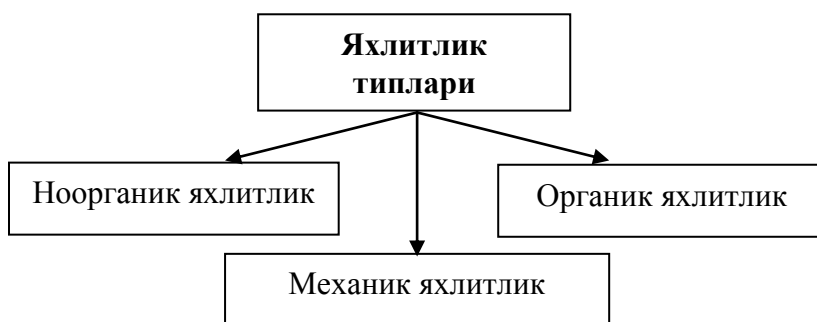 Яхлитлик
типлари
Ноорганик яхлитлик
Органик яхлитлик
Механик яхлитлик